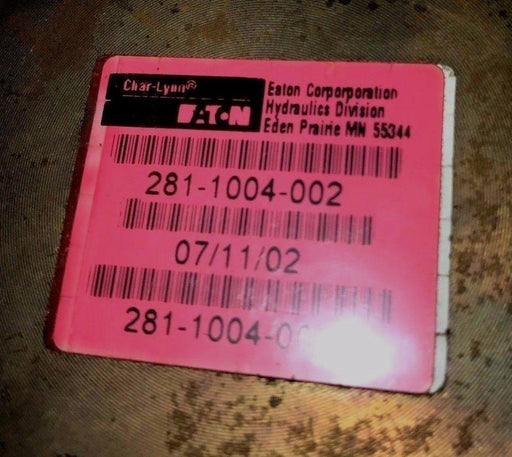 Char-Lynn®
EATON
Eaton Corporporation
Hydraulics Division
Eden Prairie MN 55344
281-1004-002
07/11/02
281-1004-0